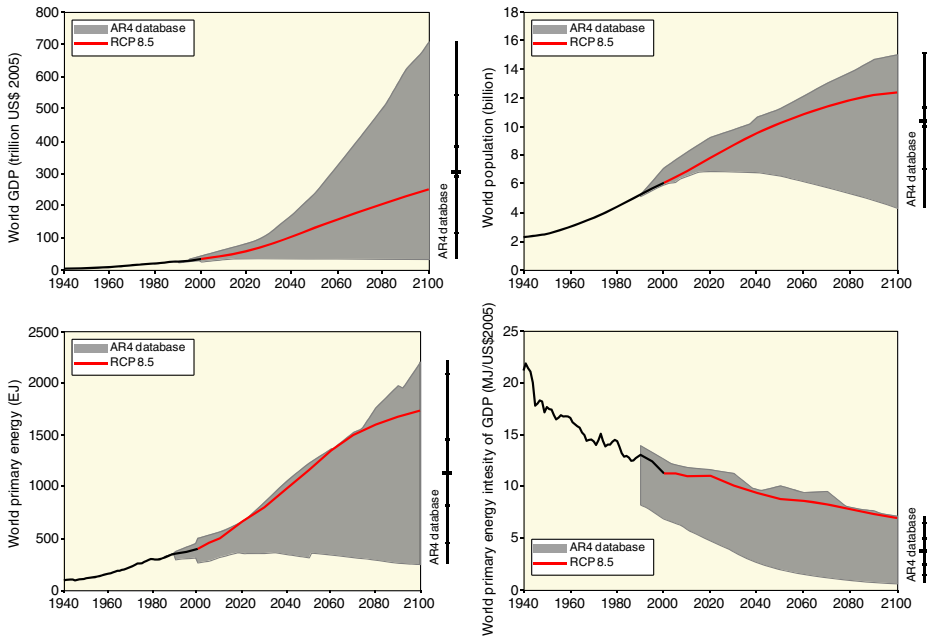 World GDP (trillion US$ 2005)
800
700
600
500
400
300
200
100
0
AR4 database
RCP 8.5
1940 1960 1980 2000 2020 2040 2060 2080 2100
AR4 database
World population (billion)
18
16
14
12
10
8
6
4
2
0
AR4 database
RCP 8.5
1940 1960 1980 2000 2020 2040 2060 2080 2100
AR4 database
World primary energy (EJ)
2500
2000
1500
1000
500
0
AR4 database
RCP 8.5
1940 1960 1980 2000 2020 2040 2060 2080 2100
AR4 database
World primary energy intesity of GDP (MJ/US$2005)
25
20
15
10
5
0
AR4 database
RCP 8.5
1940 1960 1980 2000 2020 2040 2060 2080 2100
AR4 database